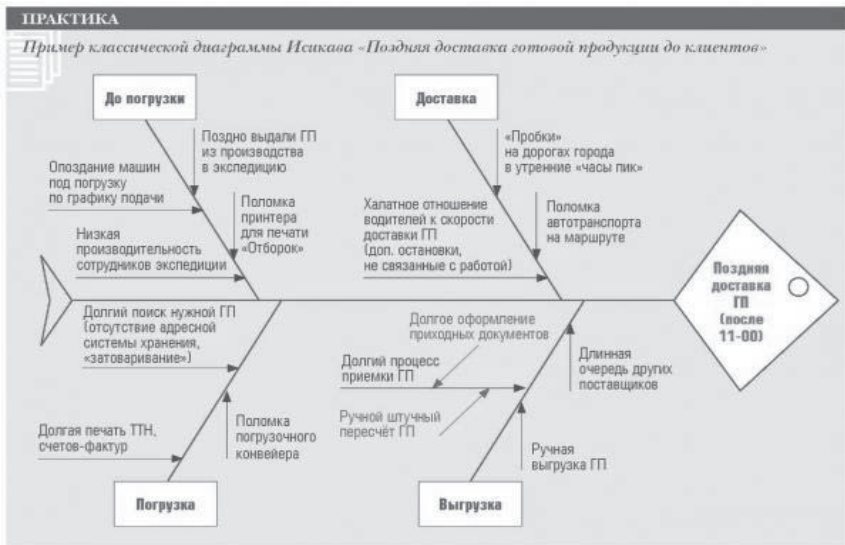 ПРАКТИКА
Пример классической диаграммы Исикава «Поздняя доставка готовой продукции до клиентов»
До погрузки
Поздно выдали ГП
из производства
в экспедицию
Опоздание машин
под погрузку
по графику подачи
Поломка
принтера
для печати
«Отборок»
Низкая
производительность
сотрудников экспедиции
Доставка
«Пробки»
на дорогах города
в утренние «часы пик»
Халатное отношение
водителей к скорости
доставки ГП
(доп. остановки,
не связанные с работой)
Поломка
автотранспорта
на маршруте
Поздняя
доставка
ГП
(после
11-00)
Долгий поиск нужной ГП
(отсутствие адресной
системы хранения,
«затоваривание»)
Долгая печать ТТН,
счетов-фактур
Поломка
погрузочного
конвейера
Погрузка
Долгое оформление
приходных документов
Долгий процесс
приемки ГП
Ручной штучный
пересчёт ГП
Длинная
очередь других
поставщиков
Ручная
выгрузка ГП
Выгрузка